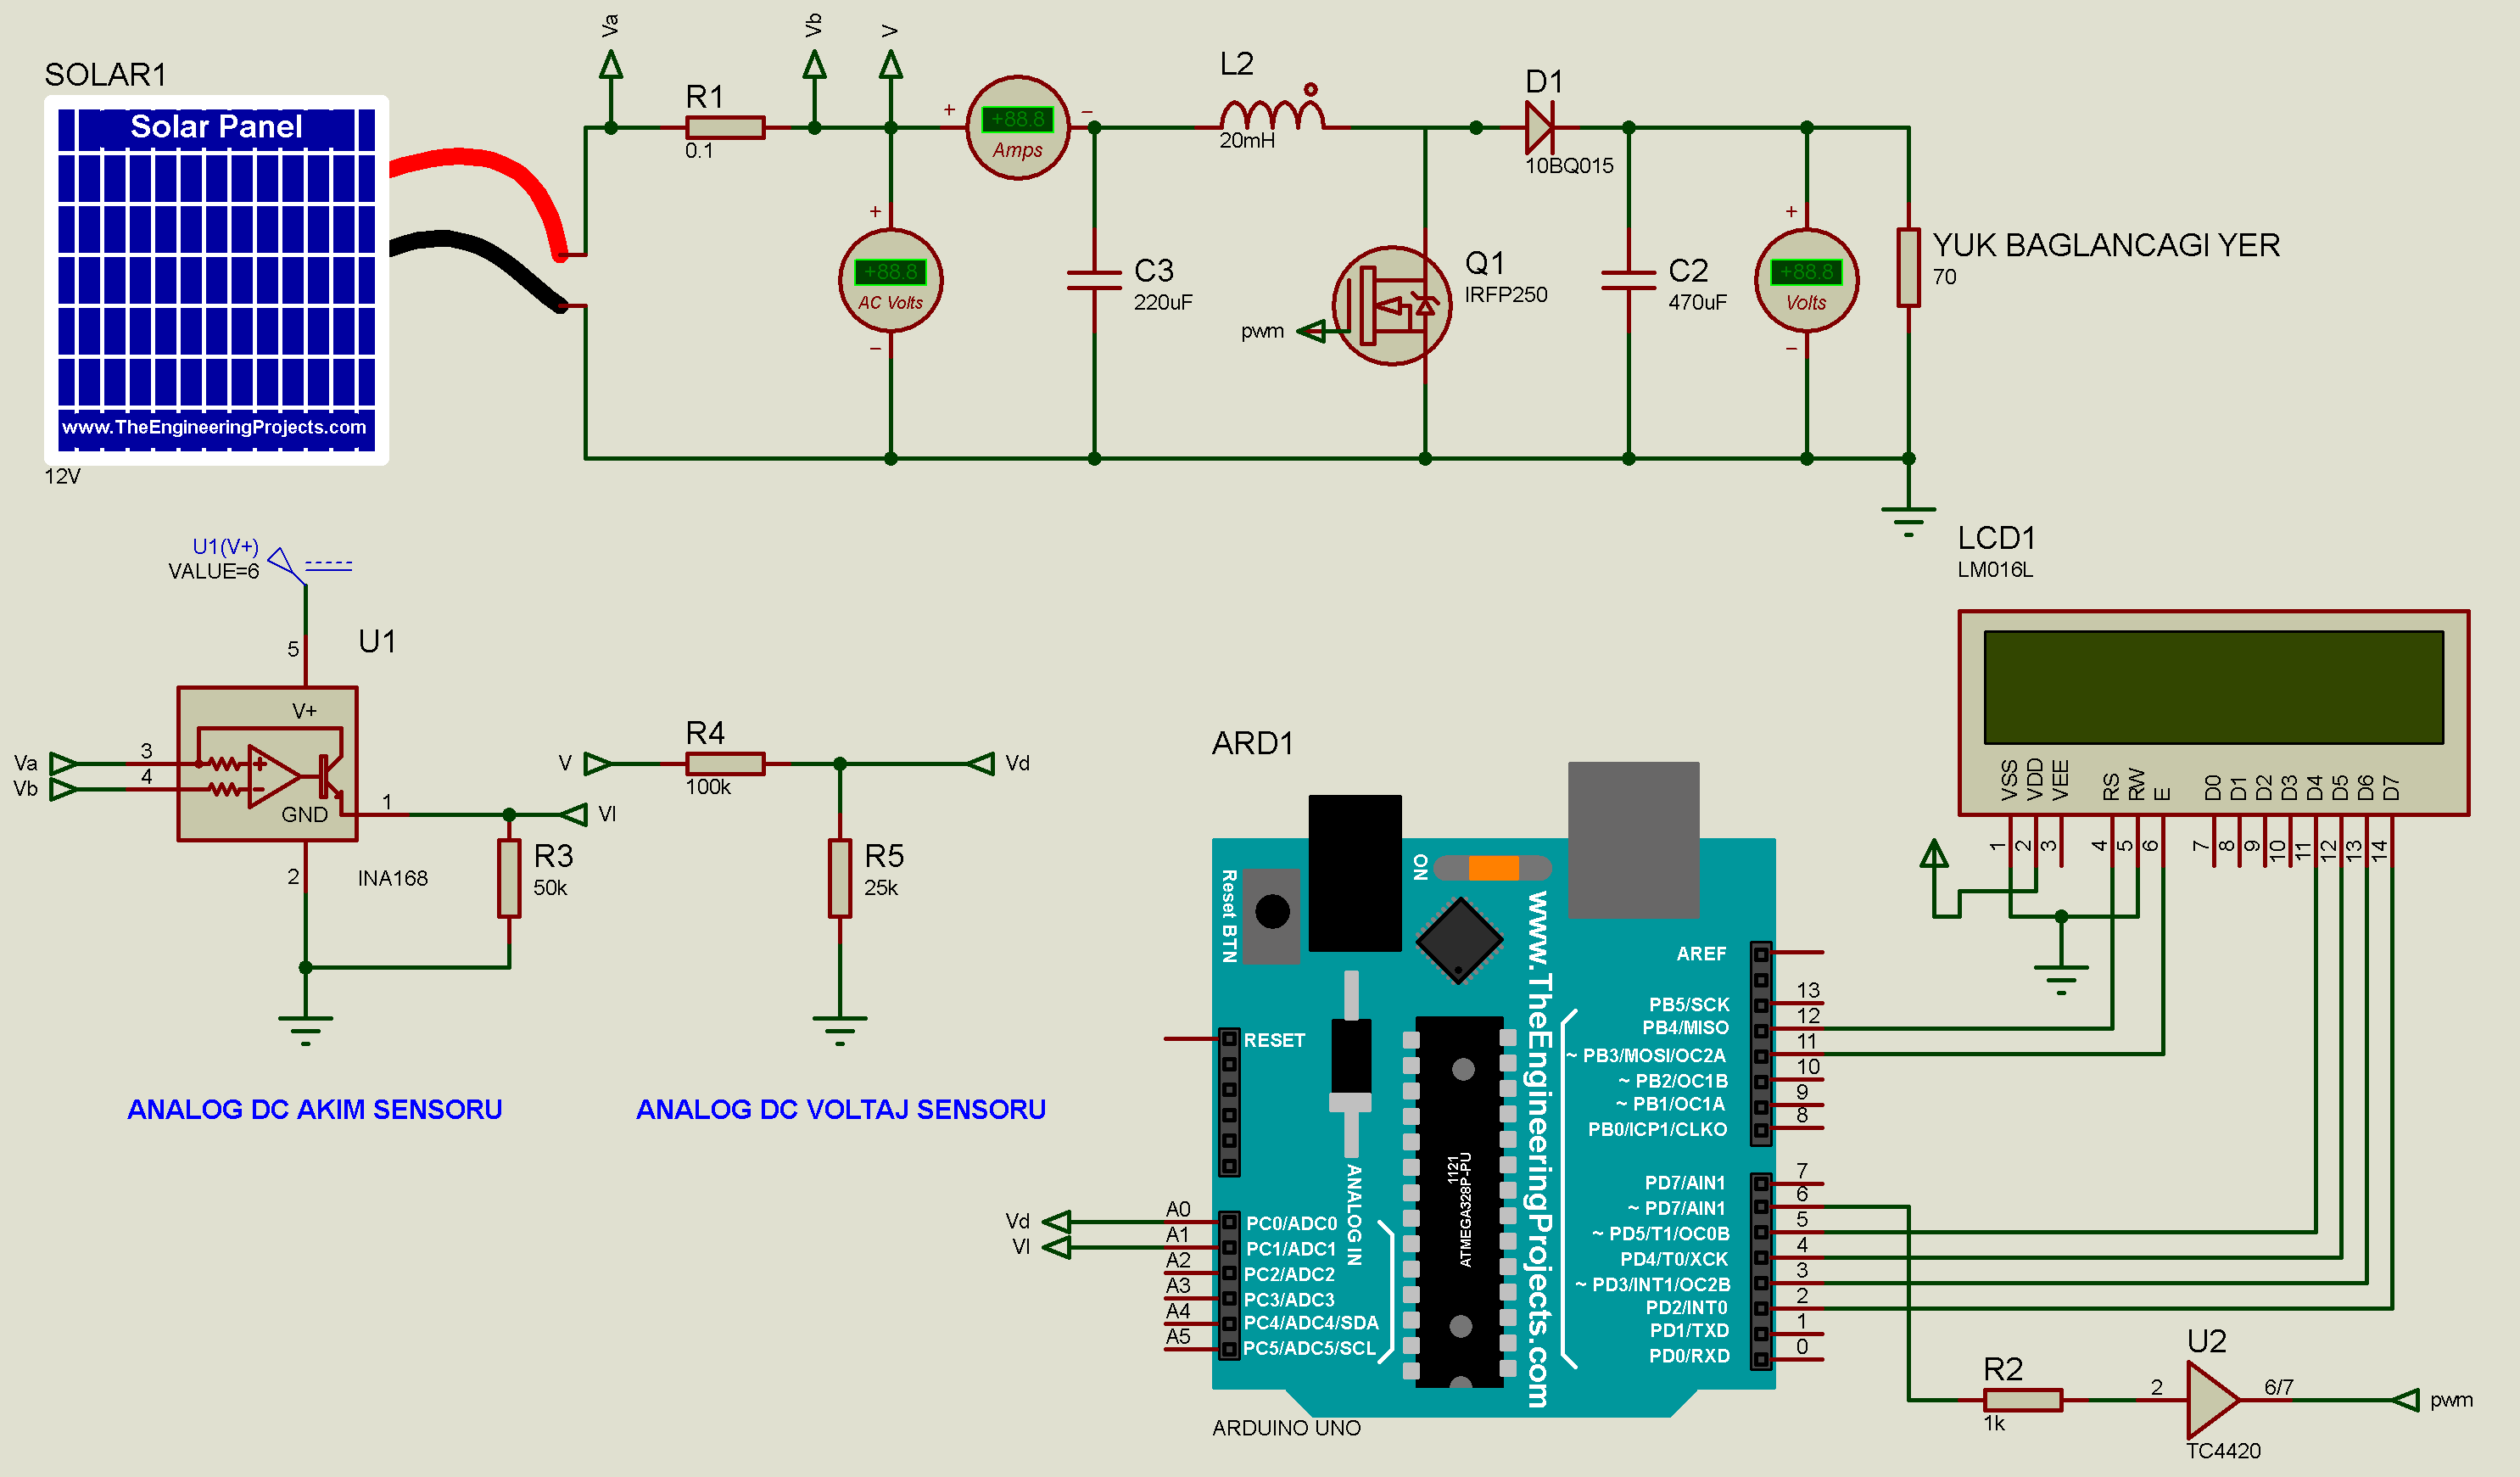 Va
Vb
V
SOLAR1
Solar Panel
www.TheEngineeringProjects.com
12V
R1
0.1
+
+88.8
Amps
−
L2
20mH
D1
10BQ015
+
+88.8
AC Volts
−
C3
220uF
Q1
IRFP250
pwm
C2
470uF
+
+88.8
Volts
−
YUK BAGLANCAGI YER
70
U1(V+)
VALUE=6
5
U1
V+
Va
3
Vb
4
GND
1
VI
2
INA168
R3
50k
ANALOG DC AKIM SENSORU
V
R4
100k
Vd
R5
25k
ANALOG DC VOLTAJ SENSORU
LCD1
LM016L
VSS
VDD
VEE
RS
RW
E
D0
D1
D2
D3
D4
D5
D6
D7
1
2
3
4
5
6
7
8
9
10
11
12
13
14
ARD1
Reset BTN
ON
www.TheEngineeringProjects.com
1121
ATMEGA328P-PU
ANALOG IN
RESET
Vd
A0
PC0/ADC0
VI
A1
PC1/ADC1
A2
PC2/ADC2
A3
PC3/ADC3
A4
PC4/ADC4/SDA
A5
PC5/ADC5/SCL
AREF
PB5/SCK
13
PB4/MISO
12
~ PB3/MOSI/OC2A
11
~ PB2/OC1B
10
~ PB1/OC1A
9
PB0/ICP1/CLKO
8
PD7/AIN1
7
~ PD7/AIN1
6
~ PD5/T1/OC0B
5
PD4/T0/XCK
4
~ PD3/INT1/OC2B
3
PD2/INT0
2
PD1/TXD
1
PD0/RXD
0
ARDUINO UNO
R2
1k
U2
2
6/7
TC4420
pwm